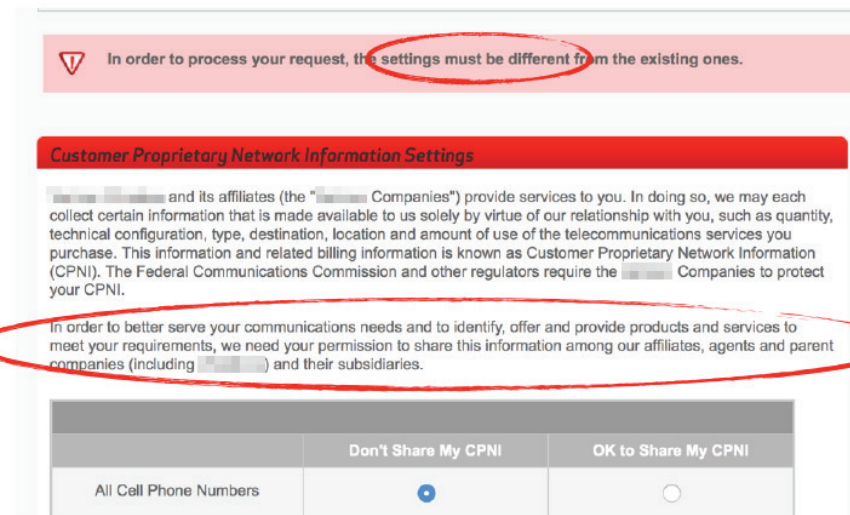 In order to process your request, the settings must be different from the existing ones.
Customer Proprietary Network Information Settings
and its affiliates (the " Companies") provide services to you. In doing so, we may each
collect certain information that is made available to us solely by virtue of our relationship with you, such as quantity,
technical configuration, type, destination, location and amount of use of the telecommunications services you
purchase. This information and related billing information is known as Customer Proprietary Network Information
(CPNI). The Federal Communications Commission and other regulators require the Companies to protect
your CPNI.
In order to better serve your communications needs and to identify, offer and provide products and services to
meet your requirements, we need your permission to share this information among our affiliates, agents and parent
companies (including ) and their subsidiaries.
Don't Share My CPNI OK to Share My CPNI
All Cell Phone Numbers